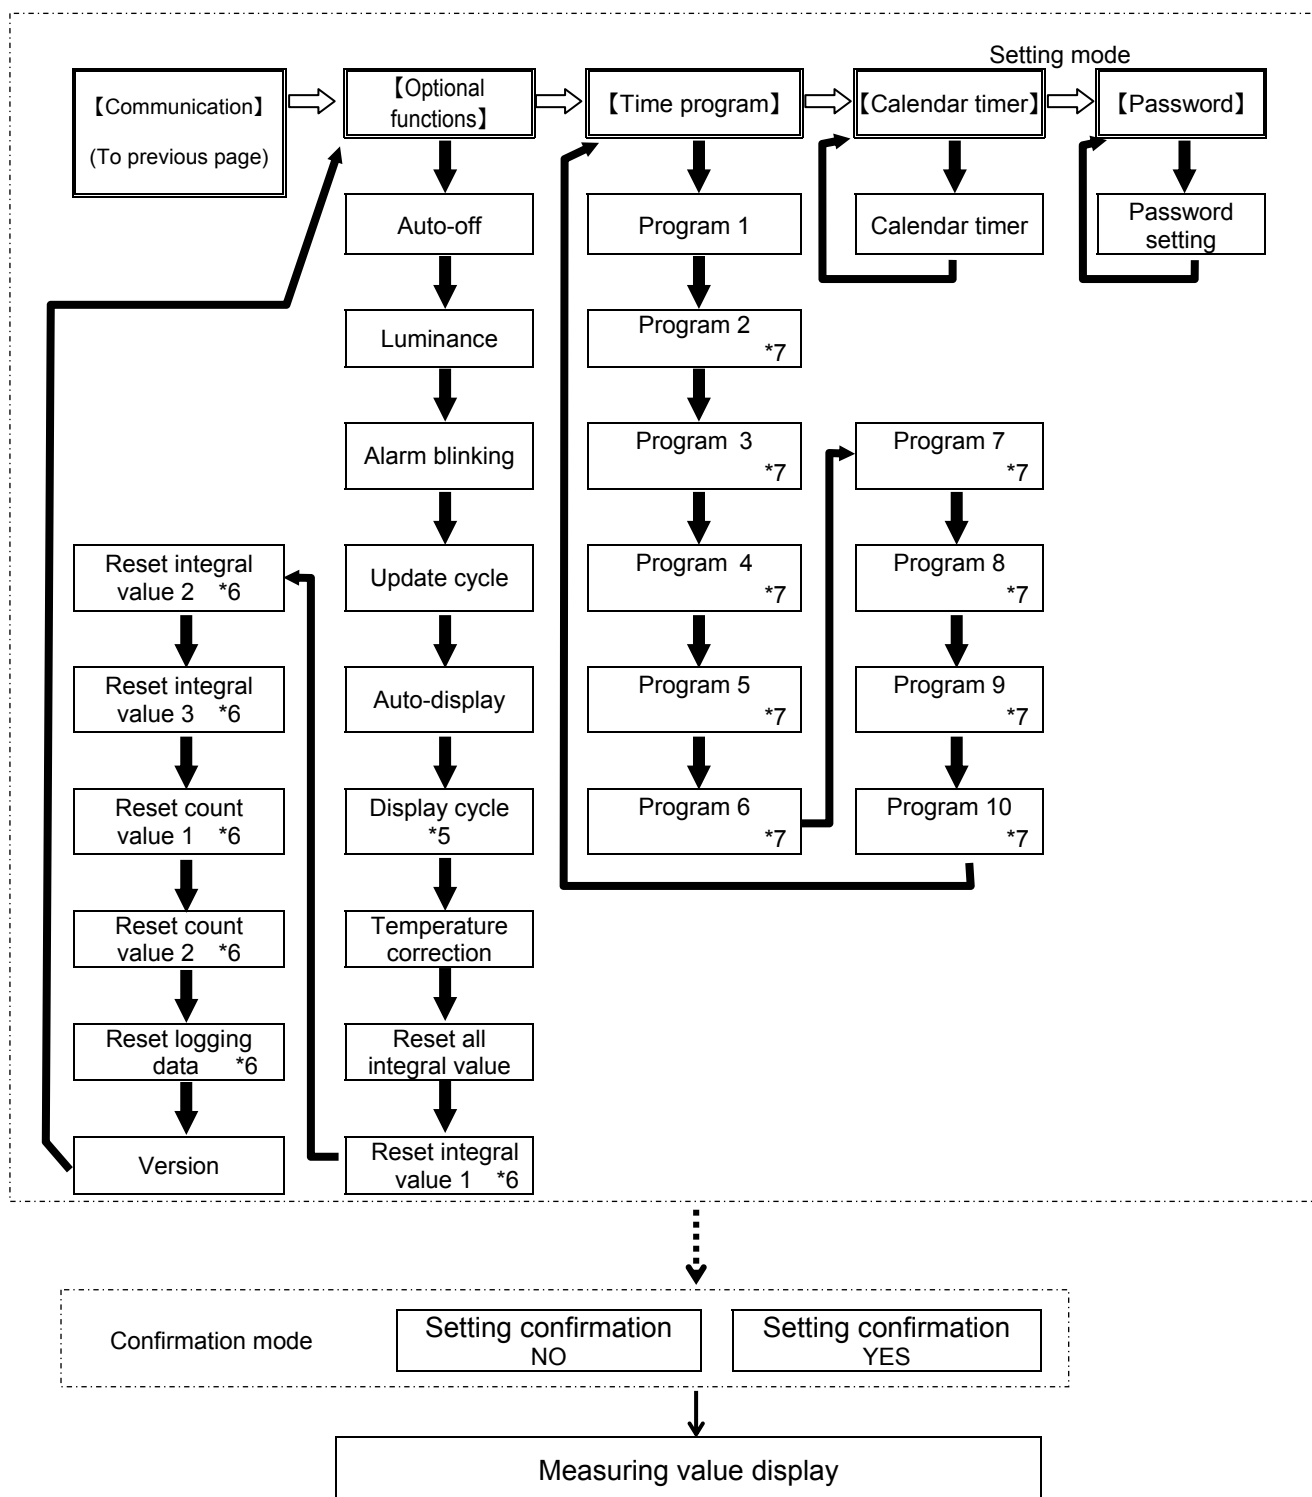 Setting mode
【Communication】
(To previous page)
【Optional
functions】
【Time program】
【Calendar timer】
【Password】
Auto-off
Program 1
Calendar timer
Password
setting
Luminance
Program 2
*7
Alarm blinking
Program 3
*7
Program 7
*7
Reset integral
value 2 *6
Update cycle
Program 4
*7
Program 8
*7
Reset integral
value 3 *6
Auto-display
Program 5
*7
Program 9
*7
Reset count
value 1 *6
Display cycle
*5
Program 6
*7
Program 10
*7
Reset count
value 2 *6
Temperature
correction
Reset logging
data *6
Reset all
integral value
Version
Reset integral
value 1 *6
Confirmation mode
Setting confirmation
NO
Setting confirmation
YES
Measuring value display